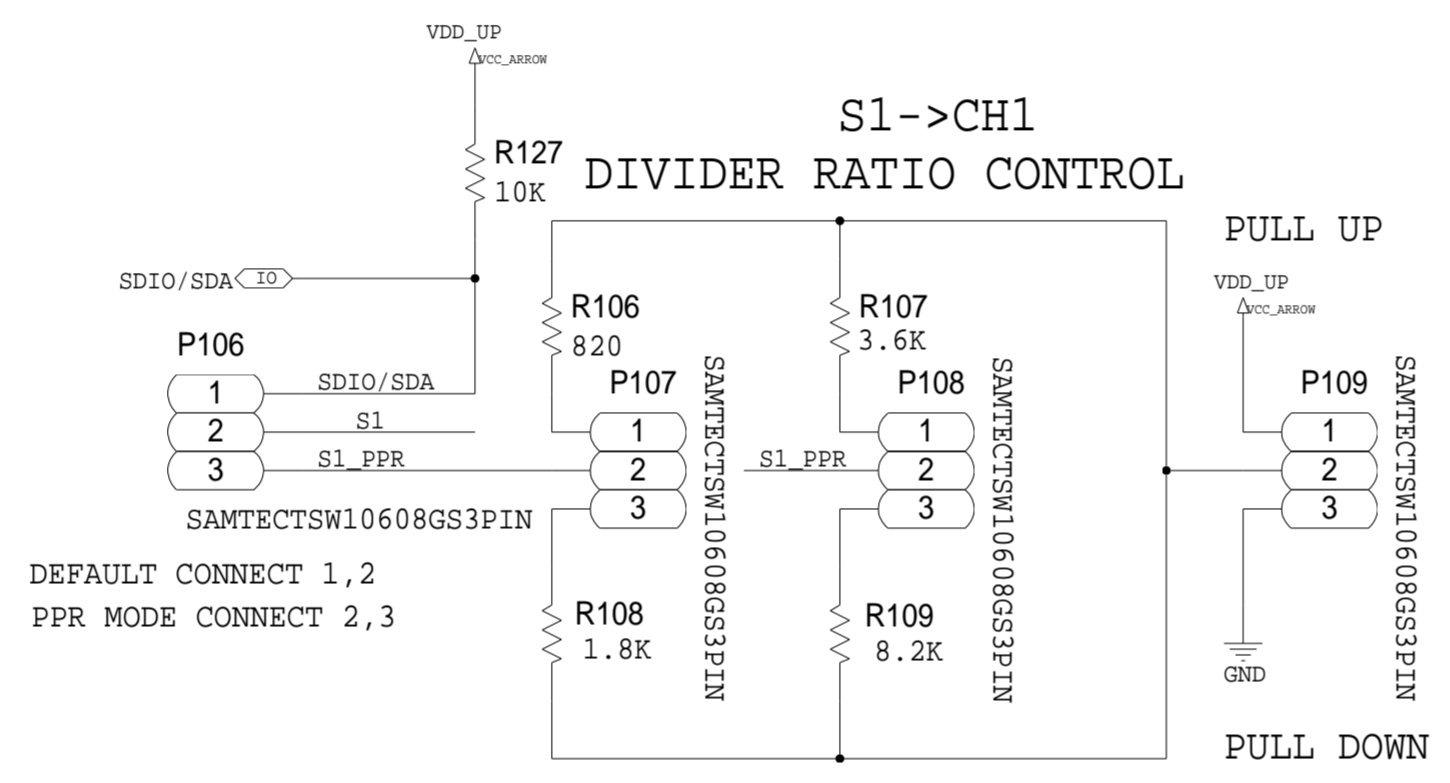 VDD_UP
VCC_ARROW
S1->CH1
DIVIDER RATIO CONTROL
R127
10K
PULL UP
SDIO/SDA
IO
VDD_UP
VCC_ARROW
R106
820
R107
3.6K
P106
1
SDIO/SDA
2
S1
3
S1_PPR
SAMTECTSW10608GS3PIN
P107
1
2
3
SAMTECTSW10608GS3PIN
S1_PPR
P108
1
2
3
SAMTECTSW10608GS3PIN
P109
1
2
3
SAMTECTSW10608GS3PIN
DEFAULT CONNECT 1,2
PPR MODE CONNECT 2,3
R108
1.8K
R109
8.2K
GND
PULL DOWN